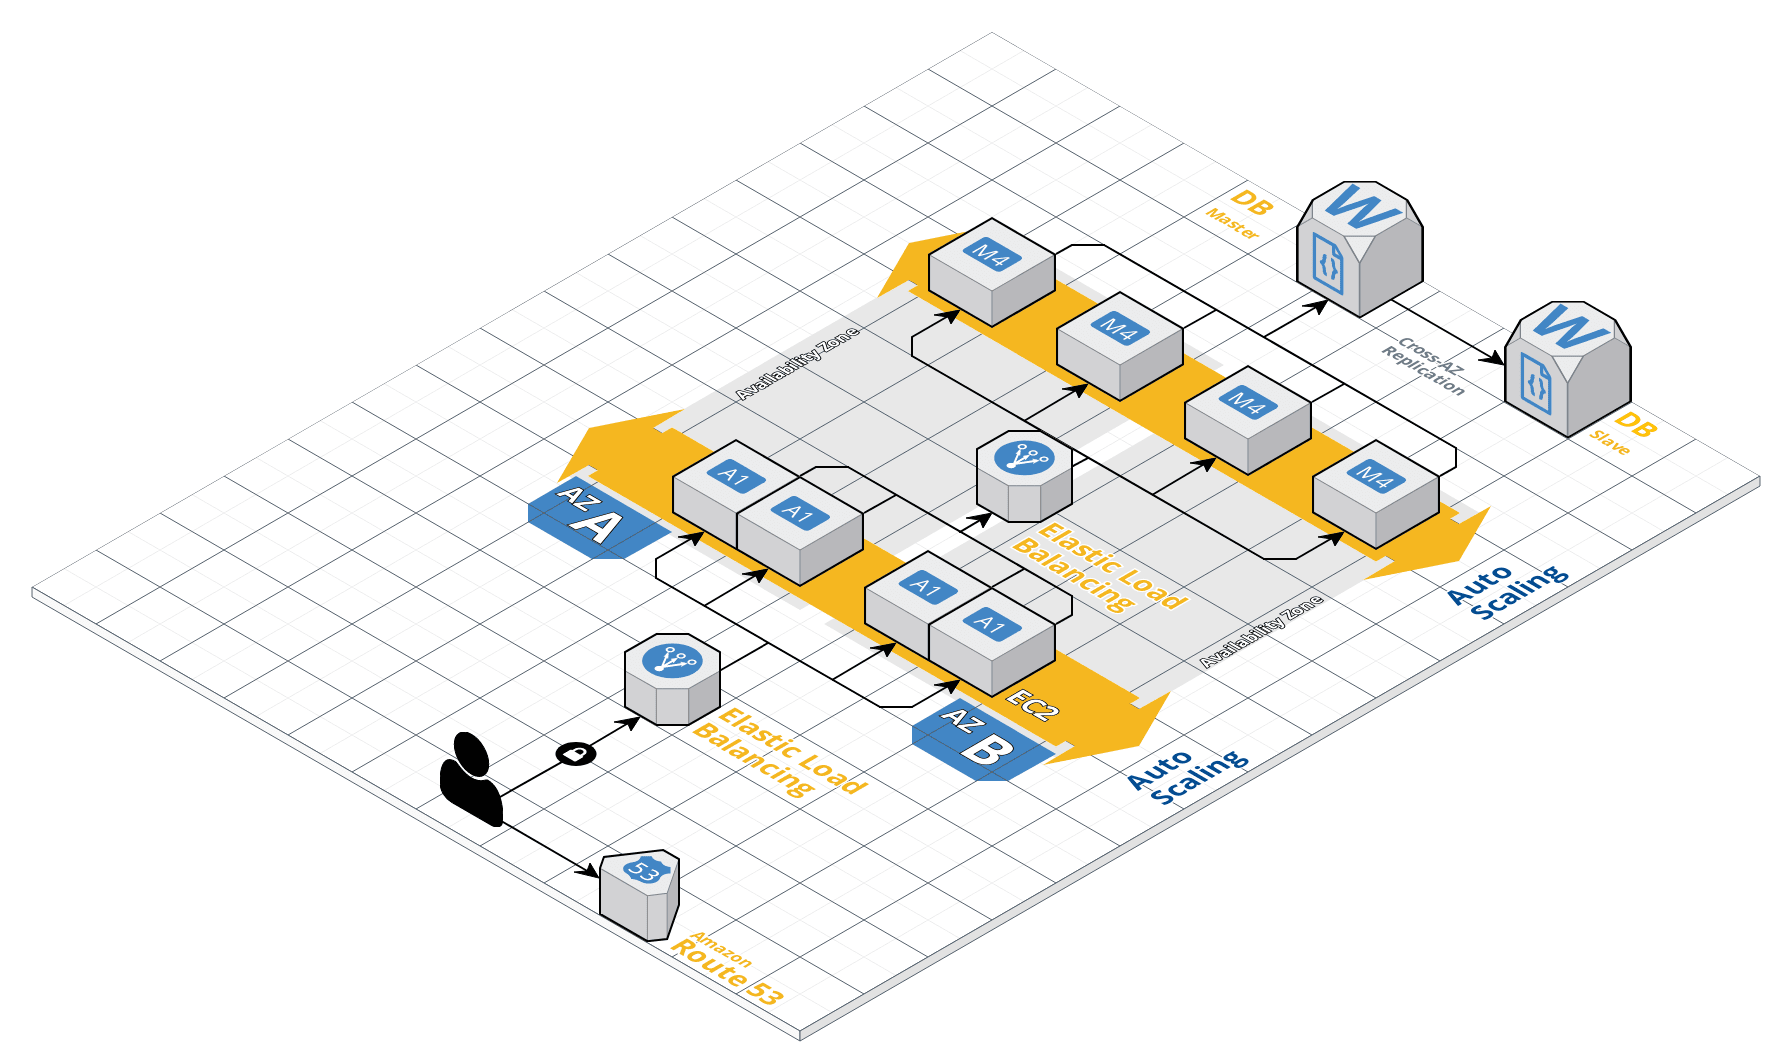 DB
Master
W
W
DB
Slave
Cross-AZ
Replication
M4
M4
M4
M4
Availability Zone
A1
A1
A1
A1
AZ
A
Elastic Load
Balancing
Auto
Scaling
Availability Zone
EC2
AZ
B
Auto
Scaling
Elastic Load
Balancing
53
Amazon
Route 53